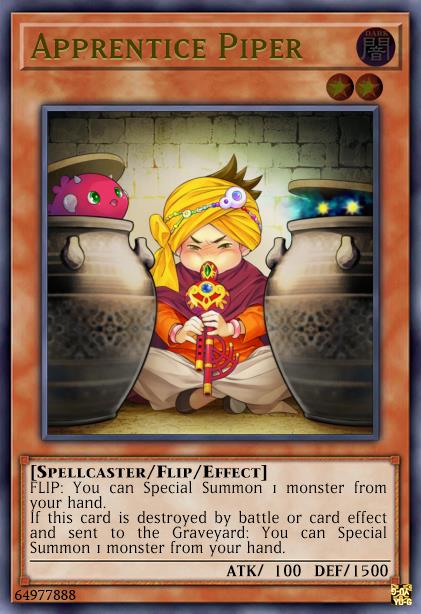 APPRENTICE PIPER
DARK
闇
[SPELLCASTER/FLIP/EFFECT]
FLIP: You can Special Summon 1 monster from
your hand.
If this card is destroyed by battle or card effect
and sent to the Graveyard: You can Special
Summon 1 monster from your hand.
ATK/ 100 DEF/1500
64977888